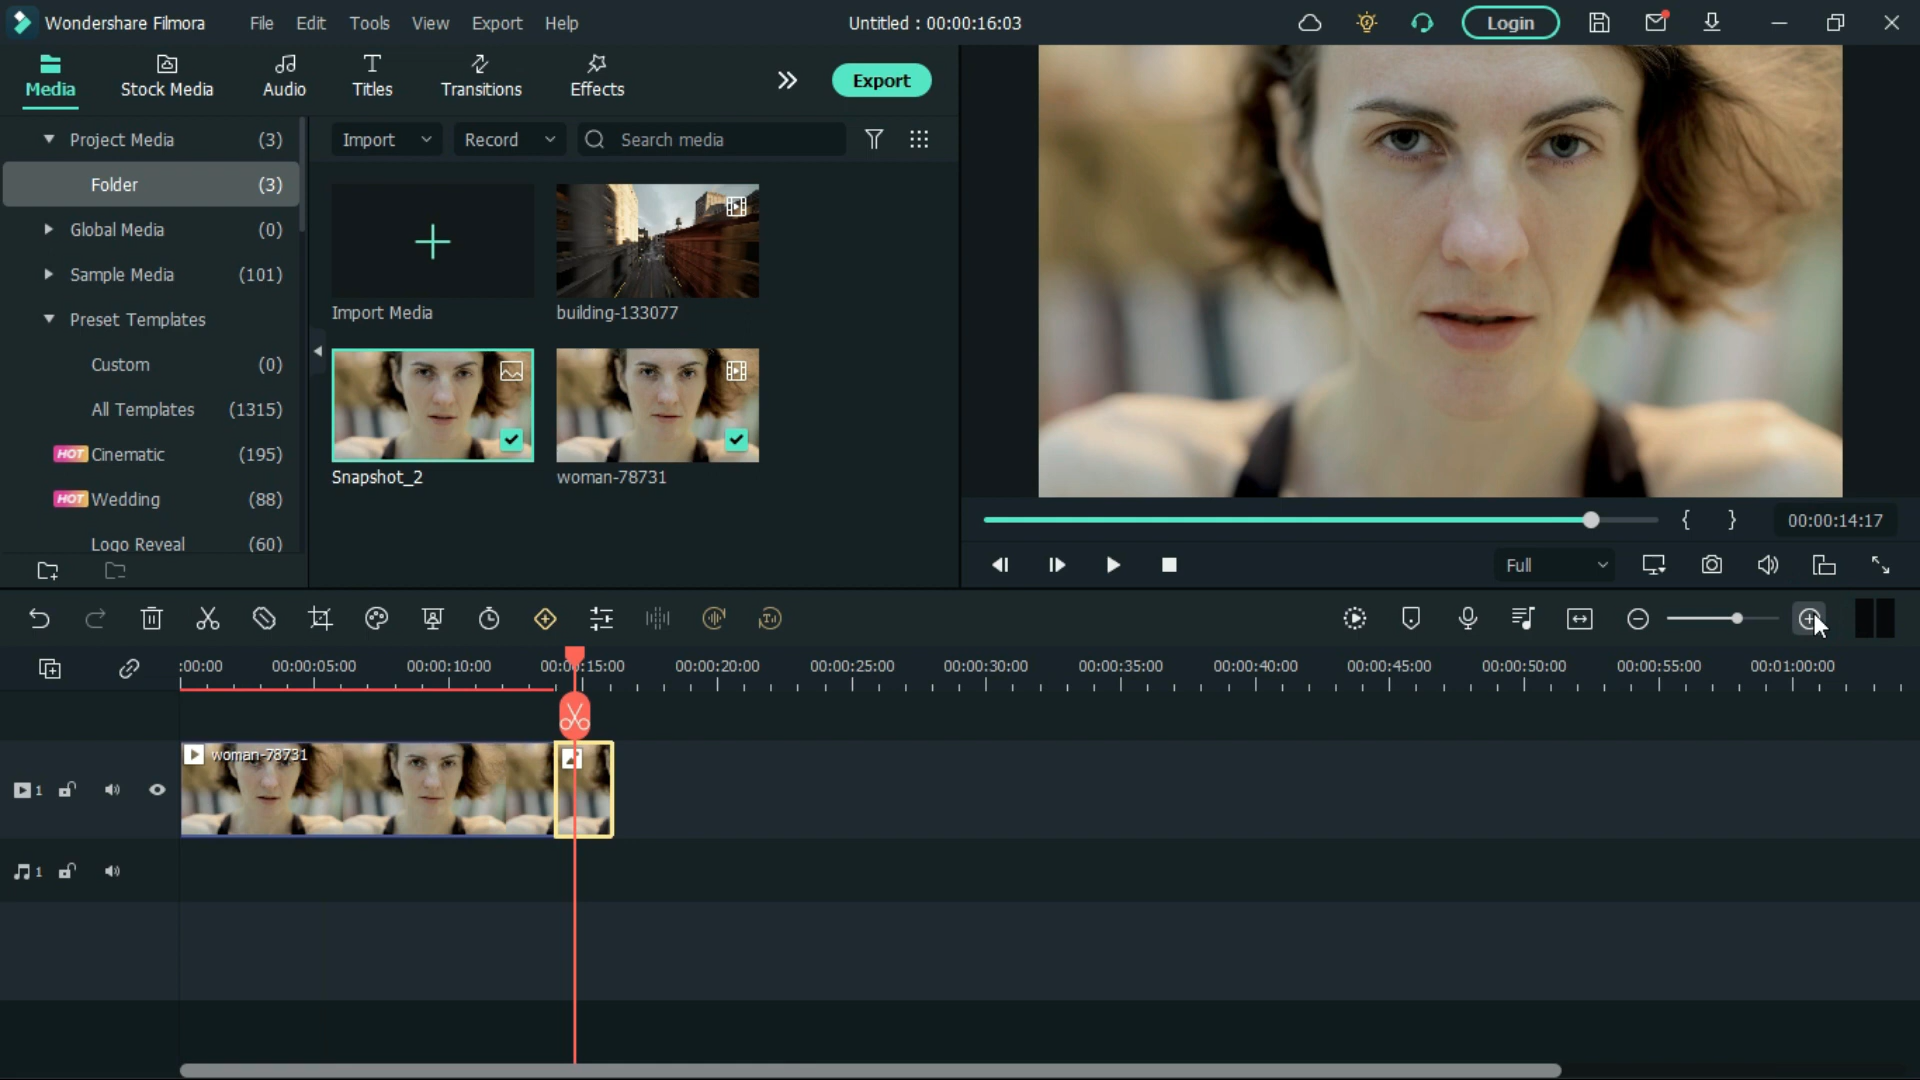 Wondershare Filmora File Edit Tools View Export Help Untitled : 00:00:16:03 Login
Media Stock Media Audio Titles Transitions Effects Export
Project Media (3)
Folder (3)
Global Media (0)
Sample Media (101)
Preset Templates
Custom (0)
All Templates (1315)
HOT Cinematic (195)
HOT Wedding (88)
Logo Reveal (60)
Import Record Search media
Import Media building-133077
Snapshot_2 woman-78731
00:00:14:17
Full
:00:00 00:00:05:00 00:00:10:00 00:00:15:00 00:00:20:00 00:00:25:00 00:00:30:00 00:00:35:00 00:00:40:00 00:00:45:00 00:00:50:00 00:00:55:00 00:01:00:00
woman-78731
1
1